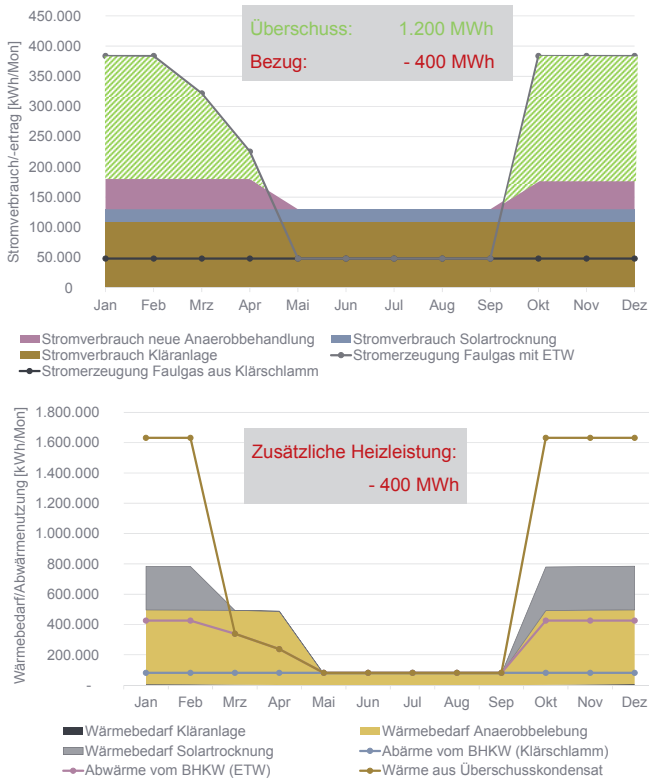 450.000
400.000
350.000
300.000
250.000
200.000
150.000
100.000
50.000
0
Stromverbrauch/-ertrag [kWh/Mon]
Überschuss: 1.200 MWh
Bezug: - 400 MWh
Jan Feb Mrz Apr Mai Jun Jul Aug Sep Okt Nov Dez
Stromverbrauch neue Anaerobbehandlung Stromverbrauch Solartrocknung
Stromverbrauch Kläranlage Stromerzeugung Faulgas mit ETW
Stromerzeugung Faulgas aus Klärschlamm
1.800.000
1.600.000
1.400.000
1.200.000
1.000.000
800.000
600.000
400.000
200.000
-
Wärmebedarf/Abwärmenutzung [kWh/Mon]
Zusätzliche Heizleistung:
- 400 MWh
Jan Feb Mrz Apr Mai Jun Jul Aug Sep Okt Nov Dez
Wärmebedarf Kläranlage Wärmebedarf Anaerobbelebung
Wärmebedarf Solartrocknung Abärme vom BHKW (Klärschlamm)
Abwärme vom BHKW (ETW) Wärme aus Überschusskondensat